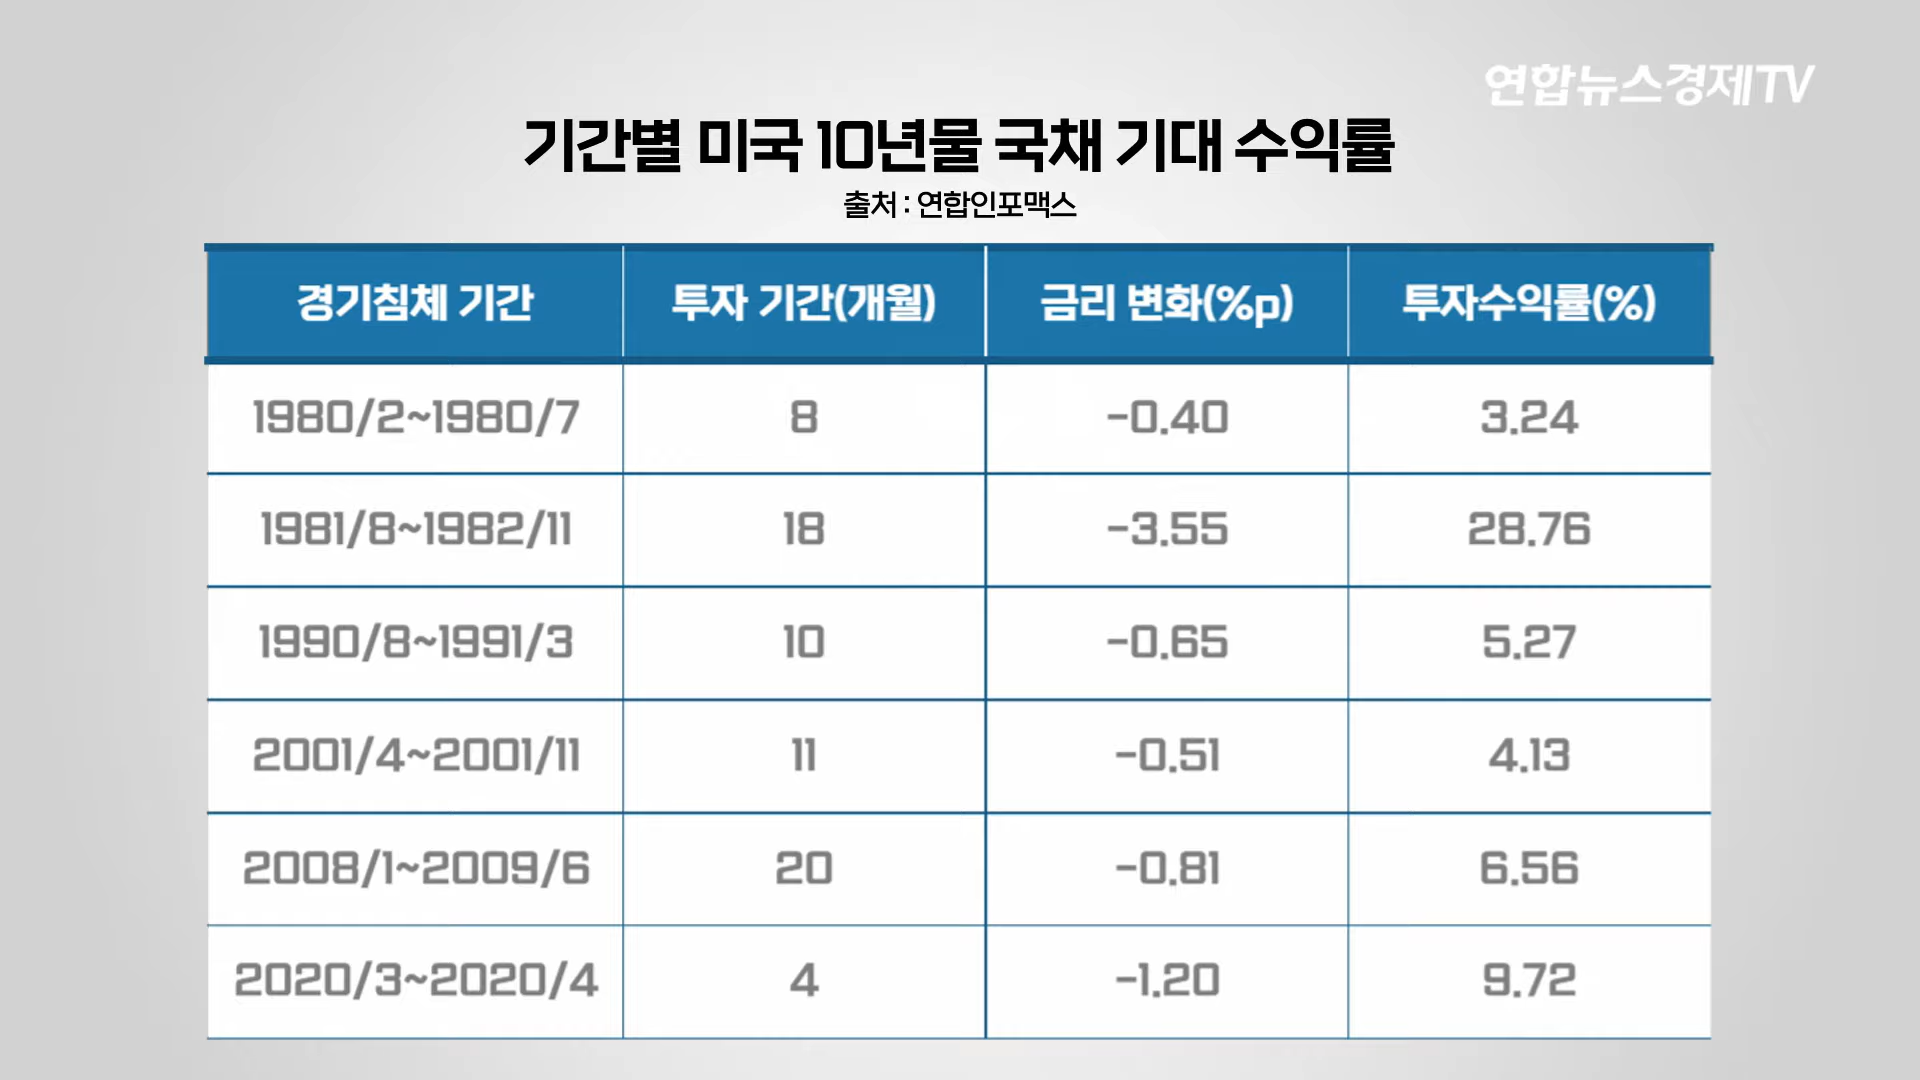 연합뉴스경제TV
기간별 미국 10년물 국채 기대 수익률
출처 : 연합인포맥스
경기침체 기간 투자 기간(개월) 금리 변화(%p) 투자수익률(%)
1980/2~1980/7 8 -0.40 3.24
1981/8~1982/11 18 -3.55 28.76
1990/8~1991/3 10 -0.65 5.27
2001/4~2001/11 11 -0.51 4.13
2008/1~2009/6 20 -0.81 6.56
2020/3~2020/4 4 -1.20 9.72